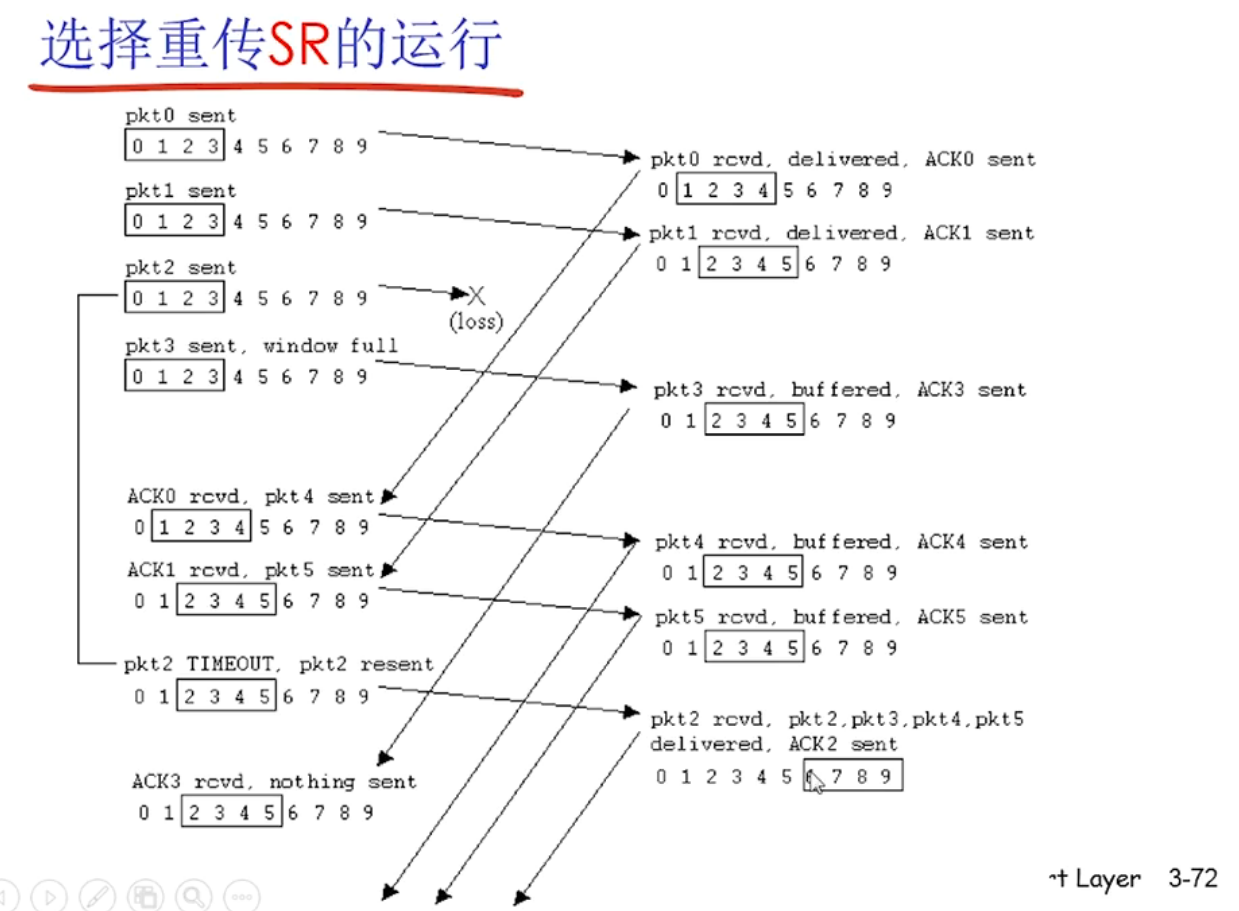 选择重传SR的运行
pkt0 sent
0 1 2 3 4 5 6 7 8 9
pkt1 sent
0 1 2 3 4 5 6 7 8 9
pkt2 sent
0 1 2 3 4 5 6 7 8 9
X
(loss)
pkt3 sent, window full
0 1 2 3 4 5 6 7 8 9
ACK0 rcvd, pkt4 sent
0 1 2 3 4 5 6 7 8 9
ACK1 rcvd, pkt5 sent
0 1 2 3 4 5 6 7 8 9
pkt2 TIMEOUT, pkt2 resent
0 1 2 3 4 5 6 7 8 9
ACK3 rcvd, nothing sent
0 1 2 3 4 5 6 7 8 9
pkt0 rcvd, delivered, ACK0 sent
0 1 2 3 4 5 6 7 8 9
pkt1 rcvd, delivered, ACK1 sent
0 1 2 3 4 5 6 7 8 9
pkt3 rcvd, buffered, ACK3 sent
0 1 2 3 4 5 6 7 8 9
pkt4 rcvd, buffered, ACK4 sent
0 1 2 3 4 5 6 7 8 9
pkt5 rcvd, buffered, ACK5 sent
0 1 2 3 4 5 6 7 8 9
pkt2 rcvd, pkt2,pkt3,pkt4,pkt5
delivered, ACK2 sent
0 1 2 3 4 5 6 7 8 9
t Layer 3-72